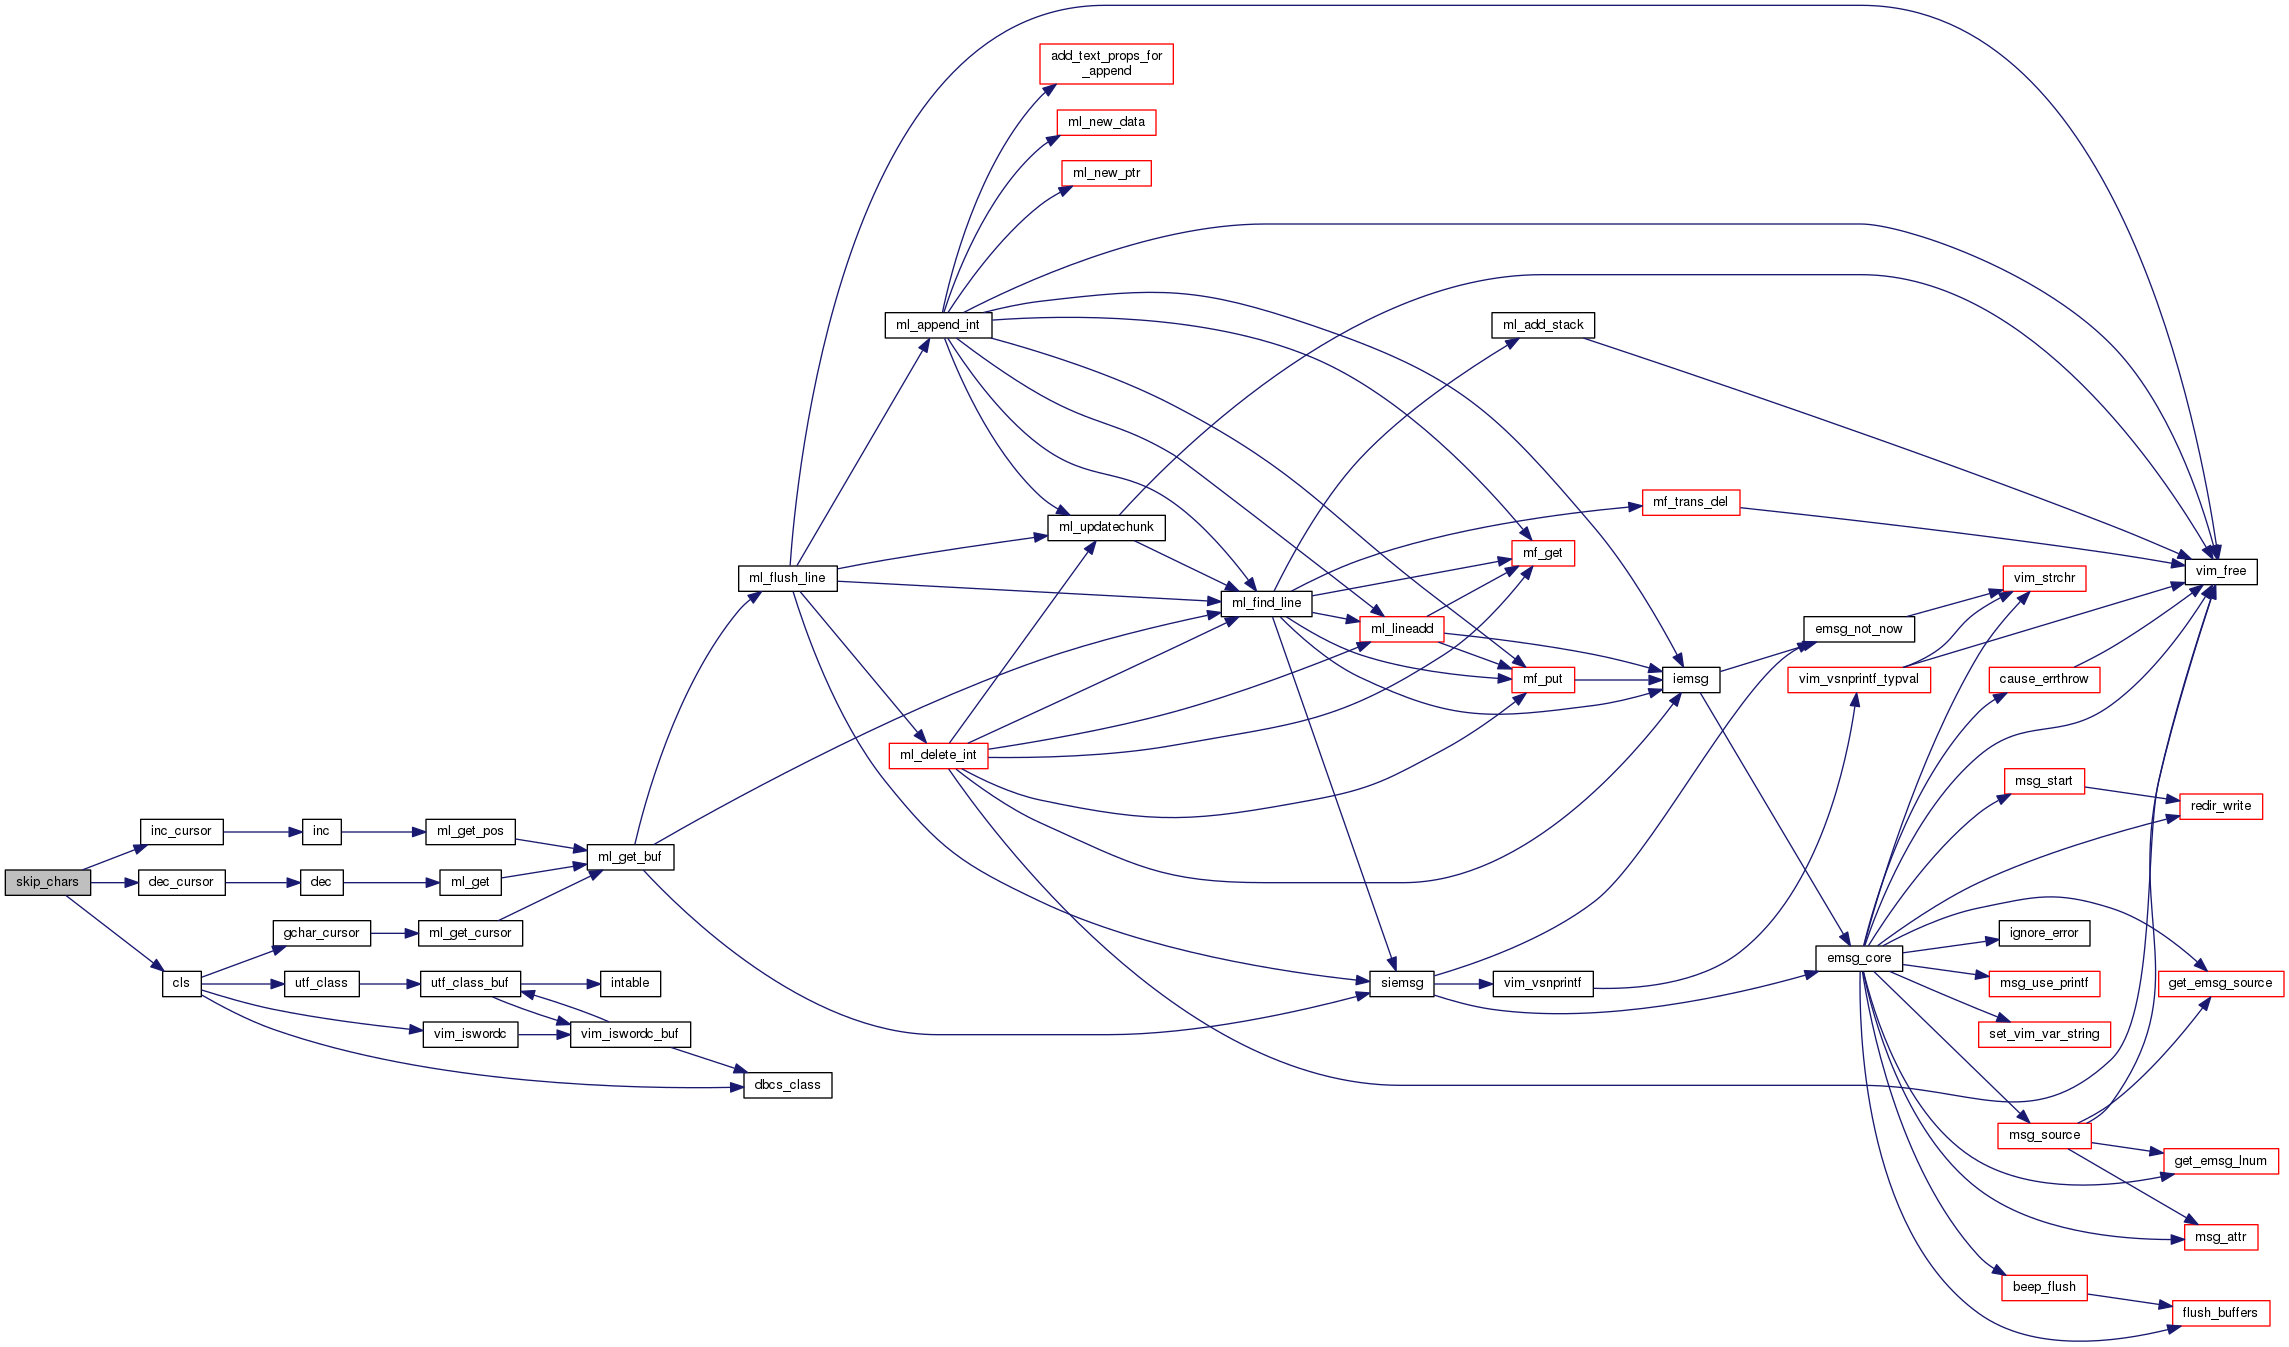 add_text_props_for
_append
ml_new_data
ml_new_ptr
ml_append_int
ml_add_stack
mf_trans_del
ml_updatechunk
mf_get
vim_free
ml_flush_line
vim_strchr
ml_find_line
ml_lineadd
emsg_not_now
iemsg
mf_put
vim_vsnprintf_typval
cause_errthrow
ml_delete_int
msg_start
redir_write
inc_cursor
inc
ml_get_pos
ml_get_buf
skip_chars
dec_cursor
dec
ml_get
gchar_cursor
ml_get_cursor
ignore_error
emsg_core
cls
utf_class
utf_class_buf
intable
siemsg
vim_vsnprintf
msg_use_printf
get_emsg_source
vim_iswordc
vim_iswordc_buf
set_vim_var_string
dbcs_class
msg_source
get_emsg_lnum
msg_attr
beep_flush
flush_buffers